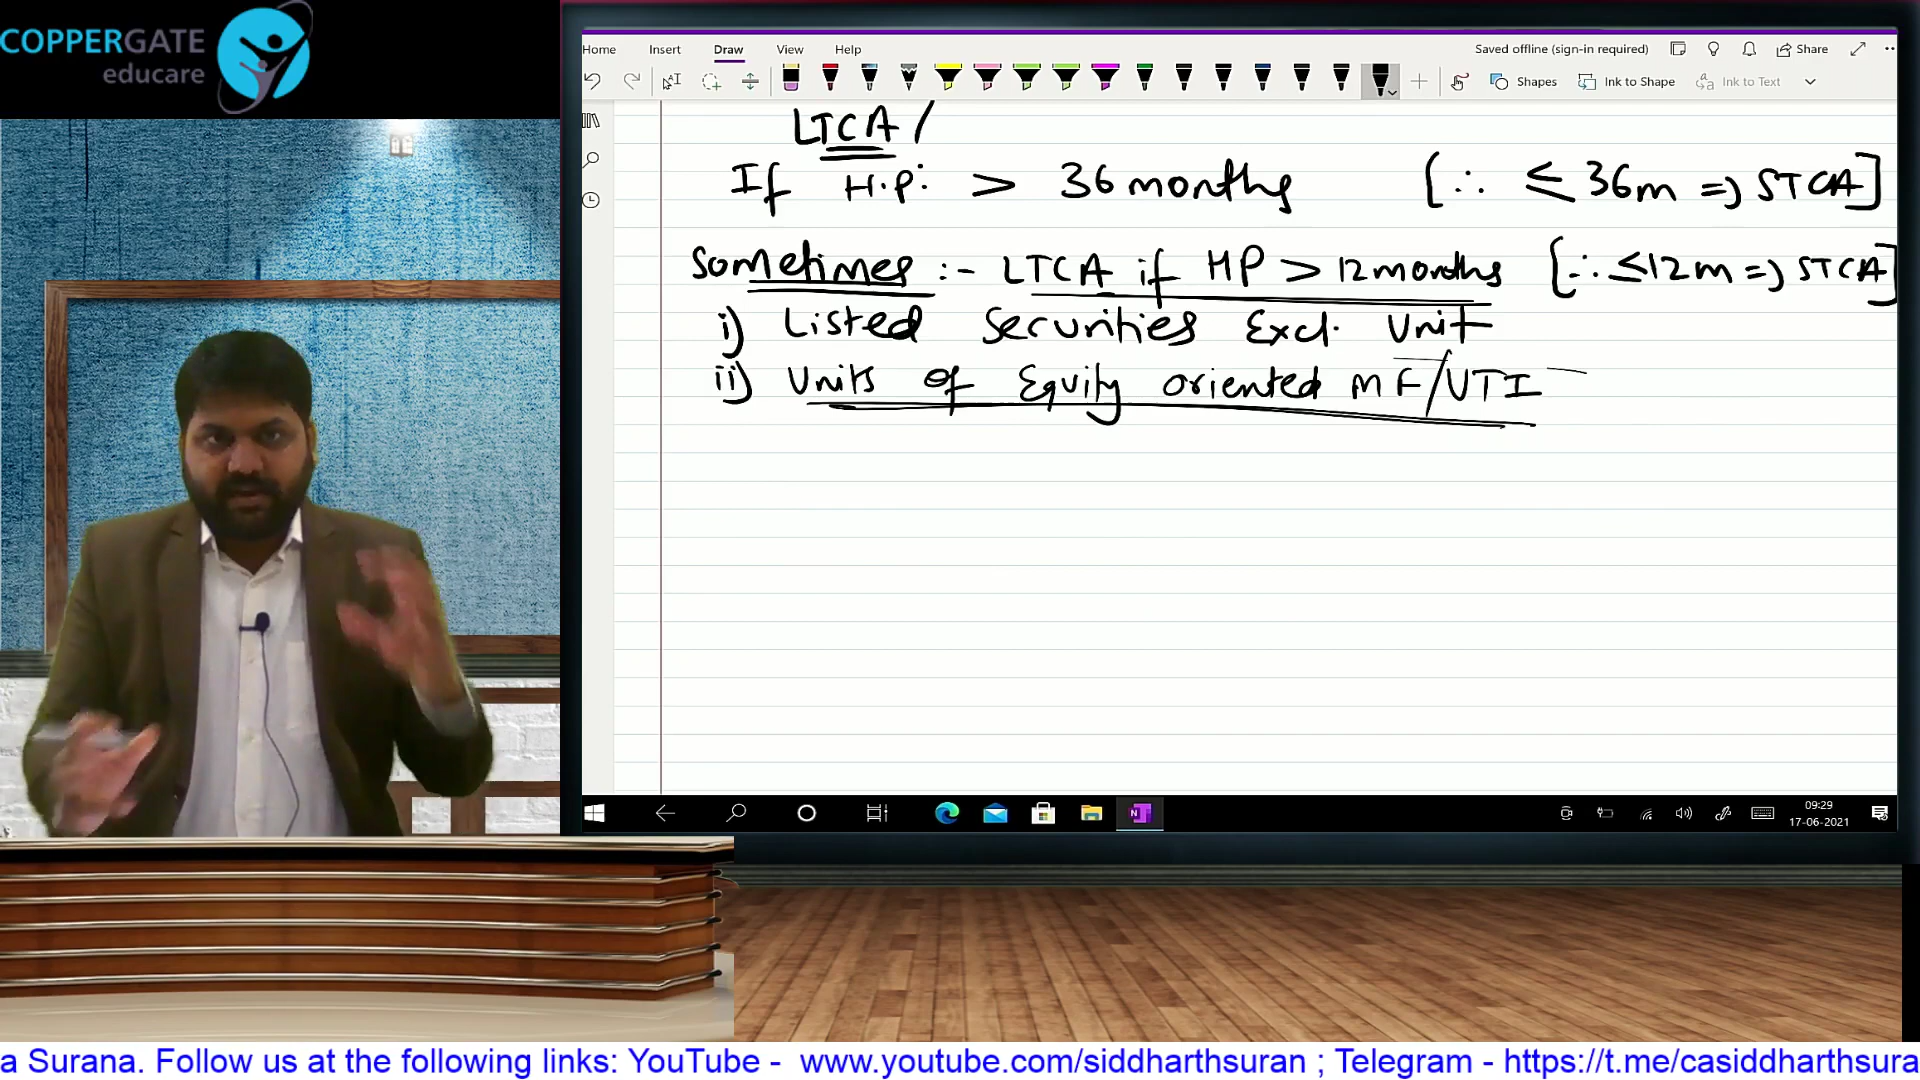 COPPERGATE
educare
Home Insert Draw View Help Saved offline (sign-in required) Share
Shapes Ink to Shape Ink to Text
LTCA /
If H.P. > 36 months [∴ ≤ 36m => STCA]
Sometimes :- LTCA if HP > 12 months [∴ ≤12m => STCA]
i) Listed Securities Excl. Unit
ii) Units of Equity oriented MF/UTI
09:29
17-06-2021
a Surana. Follow us at the following links: YouTube - www.youtube.com/siddharthsuran ; Telegram - https://t.me/casiddharthsura